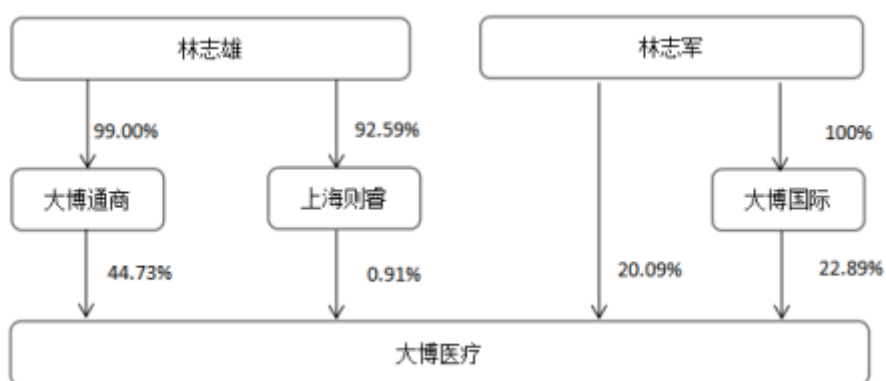 林志雄
林志军
99.00%
92.59%
100%
大博通商
上海则睿
大博国际
44.73%
0.91%
20.09%
22.89%
大博医疗